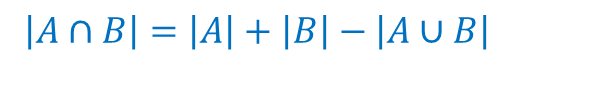 |A ∩ B| = |A| + |B| − |A ∪ B|